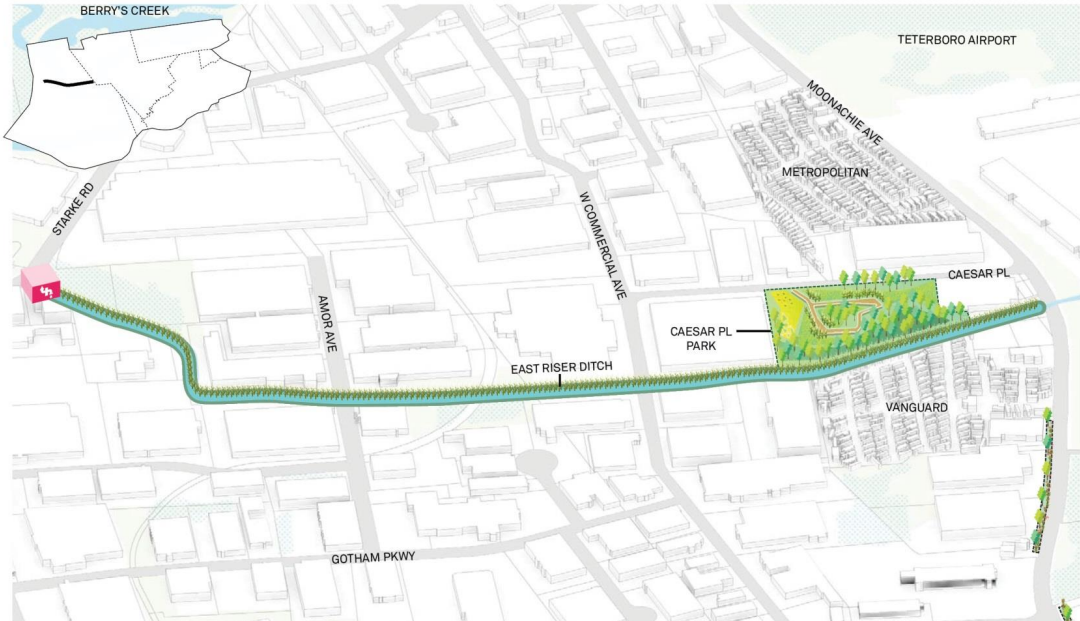 BERRY'S CREEK
TETERBORO AIRPORT
MOONACHIE AVE
METROPOLITAN
STARKE RD
W COMMERCIAL AVE
CAESAR PL
AMOR AVE
CAESAR PL
PARK
EAST RISER DITCH
VANGUARD
GOTHAM PKWY